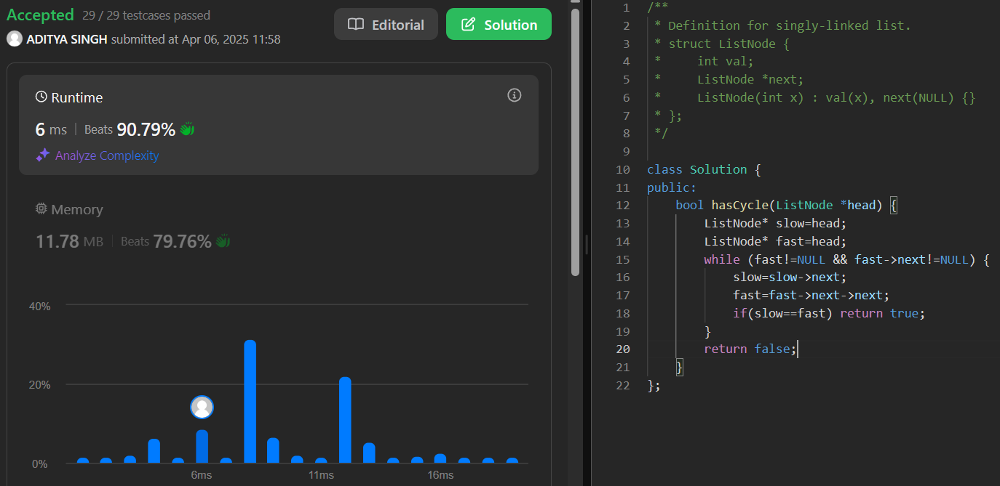 Accepted 29 / 29 testcases passed
ADITYA SINGH submitted at Apr 06, 2025 11:58
Editorial
Solution
Runtime
6 ms | Beats 90.79%
Analyze Complexity
Memory
11.78 MB | Beats 79.76%
40%
20%
0%
6ms 11ms 16ms
1 /**
2  * Definition for singly-linked list.
3  * struct ListNode {
4  *     int val;
5  *     ListNode *next;
6  *     ListNode(int x) : val(x), next(NULL) {}
7  * };
8  */
9
10 class Solution {
11 public:
12     bool hasCycle(ListNode *head) {
13         ListNode* slow=head;
14         ListNode* fast=head;
15         while (fast!=NULL && fast->next!=NULL) {
16             slow=slow->next;
17             fast=fast->next->next;
18             if(slow==fast) return true;
19         }
20         return false;
21     }
22 };